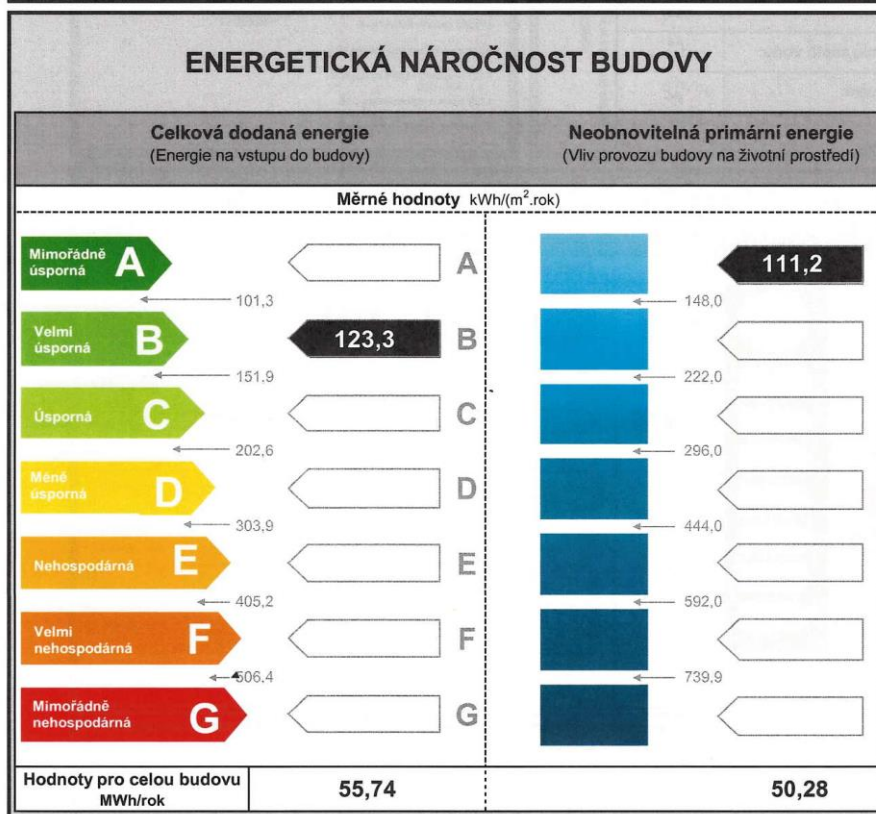 ENERGETICKÁ NÁROČNOST BUDOVY
Celková dodaná energie
(Energie na vstupu do budovy)
Neobnovitelná primární energie
(Vliv provozu budovy na životní prostředí)
Měrné hodnoty kWh/(m².rok)
Mimořádně
úsporná
A
A
111,2
101,3
148,0
Velmi
úsporná
B
123,3
B
151,9
222,0
Úsporná
C
C
202,6
296,0
Méně
úsporná
D
D
303,9
444,0
Nehospodárná
E
E
405,2
592,0
Velmi
nehospodárná
F
F
506,4
739,9
Mimořádně
nehospodárná
G
G
Hodnoty pro celou budovu
MWh/rok
55,74
50,28